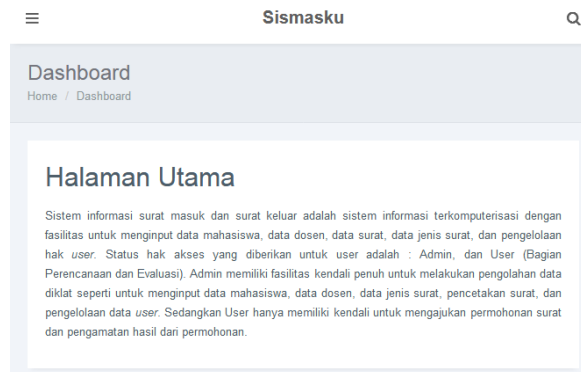 Sismasku
Dashboard
Home / Dashboard
Halaman Utama
Sistem informasi surat masuk dan surat keluar adalah sistem informasi terkomputerisasi dengan
fasilitas untuk menginput data mahasiswa, data dosen, data surat, data jenis surat, dan pengelolaan
hak user. Status hak akses yang diberikan untuk user adalah : Admin, dan User (Bagian
Perencanaan dan Evaluasi). Admin memiliki fasilitas kendali penuh untuk melakukan pengolahan data
diklat seperti untuk menginput data mahasiswa, data dosen, data jenis surat, pencetakan surat, dan
pengelolaan data user. Sedangkan User hanya memiliki kendali untuk mengajukan permohonan surat
dan pengamatan hasil dari permohonan.